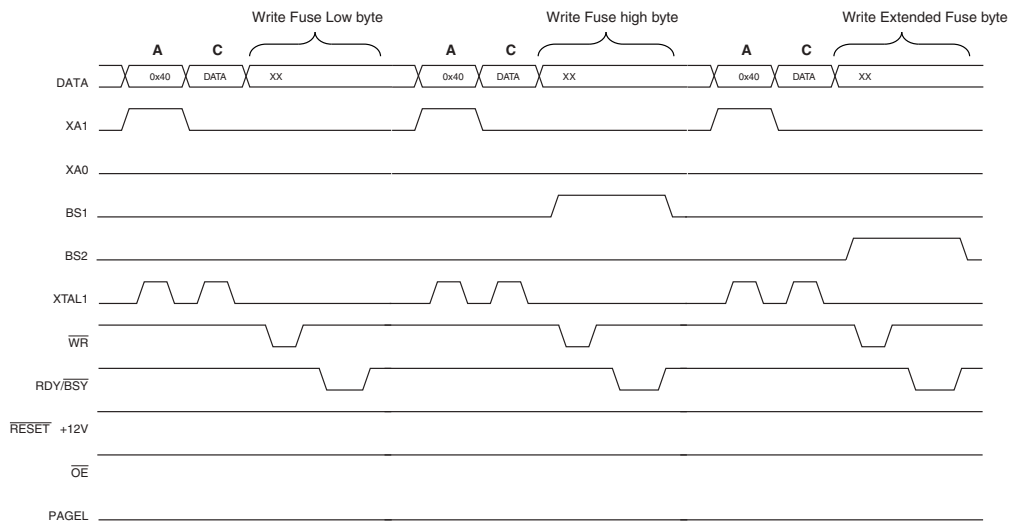 Write Fuse Low byte Write Fuse high byte Write Extended Fuse byte
A C A C A C
DATA 0x40 DATA XX 0x40 DATA XX 0x40 DATA XX
XA1
XA0
BS1
BS2
XTAL1
WR
RDY/BSY
RESET +12V
OE
PAGEL